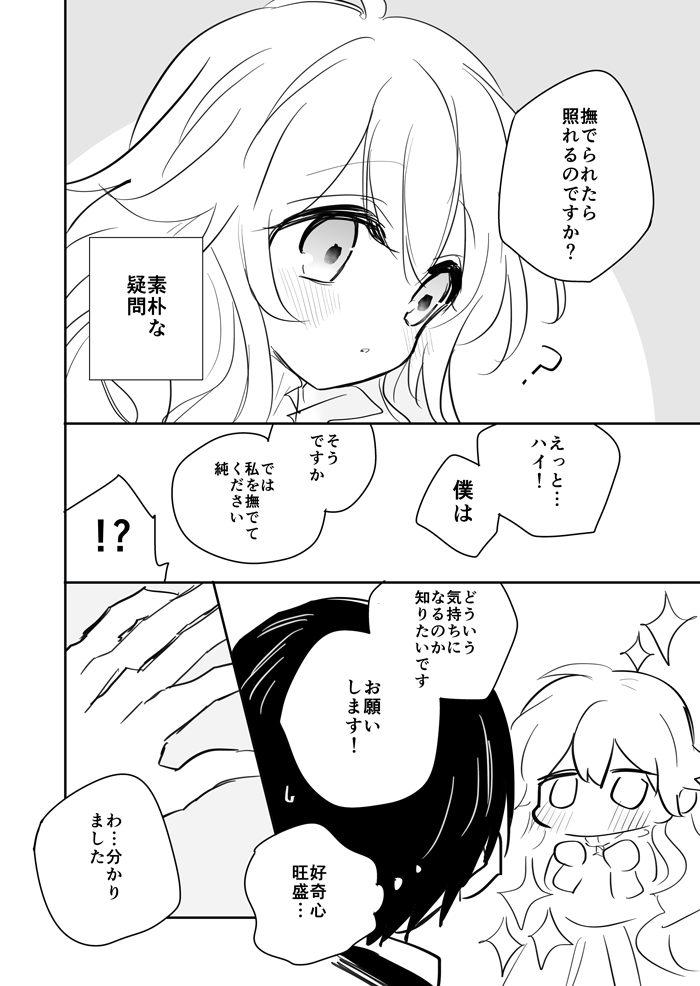 撫でられたら
照れるのですか？
素朴な
疑問
？
えっと…
ハイ！
僕は
そう
ですか
では
私を撫でて
ください
純
!?
どういう
気持ちに
なるのか
知りたいです
お願い
します！
好奇心
旺盛…
わ…分かり
ました